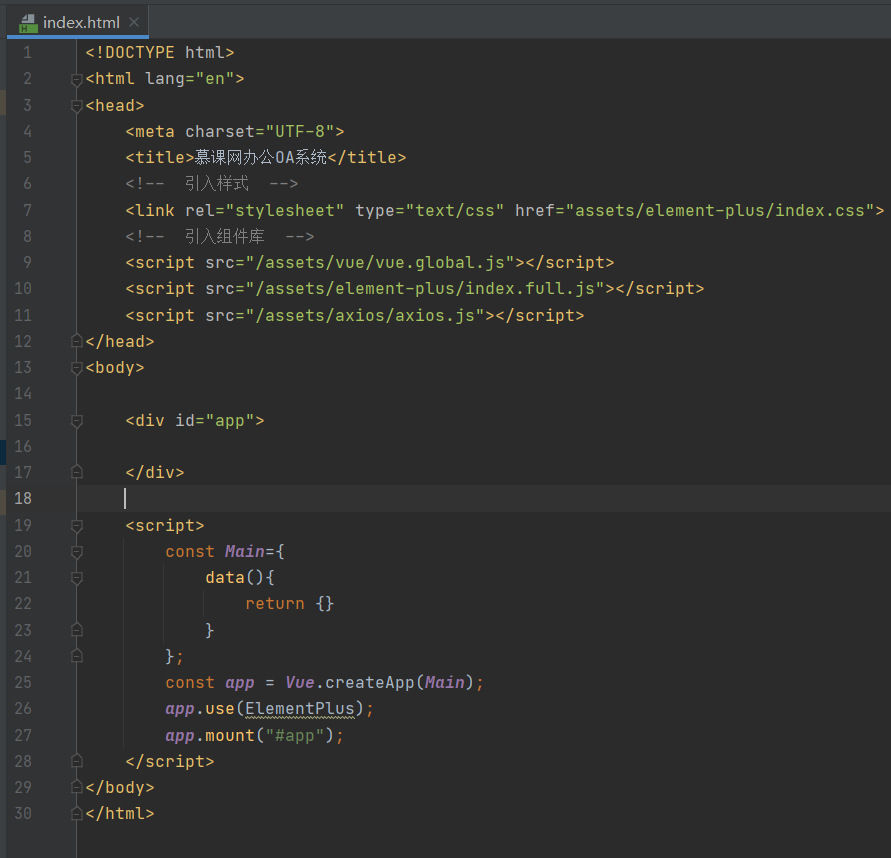 index.html
1 <!DOCTYPE html>
2 <html lang="en">
3 <head>
4 <meta charset="UTF-8">
5 <title>慕课网办公OA系统</title>
6 <!-- 引入样式 -->
7 <link rel="stylesheet" type="text/css" href="assets/element-plus/index.css">
8 <!-- 引入组件库 -->
9 <script src="/assets/vue/vue.global.js"></script>
10 <script src="/assets/element-plus/index.full.js"></script>
11 <script src="/assets/axios/axios.js"></script>
12 </head>
13 <body>
14
15 <div id="app">
16
17 </div>
18
19 <script>
20 const Main={
21 data(){
22 return {}
23 }
24 };
25 const app = Vue.createApp(Main);
26 app.use(ElementPlus);
27 app.mount("#app");
28 </script>
29 </body>
30 </html>